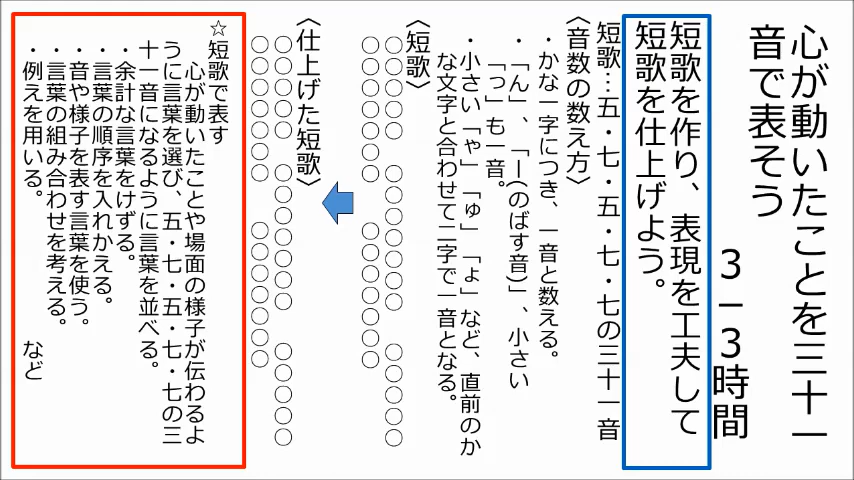 心が動いたことを三十一
音で表そう
3－3時間
短歌を作り、表現を工夫して
短歌を仕上げよう。
短歌…五・七・五・七・七の三十一音
〈音数の数え方〉
・かな一字につき、一音と数える。
・「ん」、「ー(のばす音)」、小さい
「っ」も一音。
・小さい「ゃ」「ゅ」「ょ」など、直前のか
な文字と合わせて二字で一音となる。
〈短歌〉
○○○○○　○○○○○○○　○○○○○
○○○○○○○　○○○○○○○
〈仕上げた短歌〉
○○○○○　○○○○○○○　○○○○○
○○○○○○○　○○○○○○○
☆短歌で表す
心が動いたことや場面の様子が伝わるよ
うに言葉を選び、五・七・五・七・七の三
十一音になるように言葉を並べる。
・余計な言葉をけずる。
・言葉の順序を入れかえる。
・音や様子を表す言葉を使う。
・言葉の組み合わせを考える。
・例えを用いる。　など